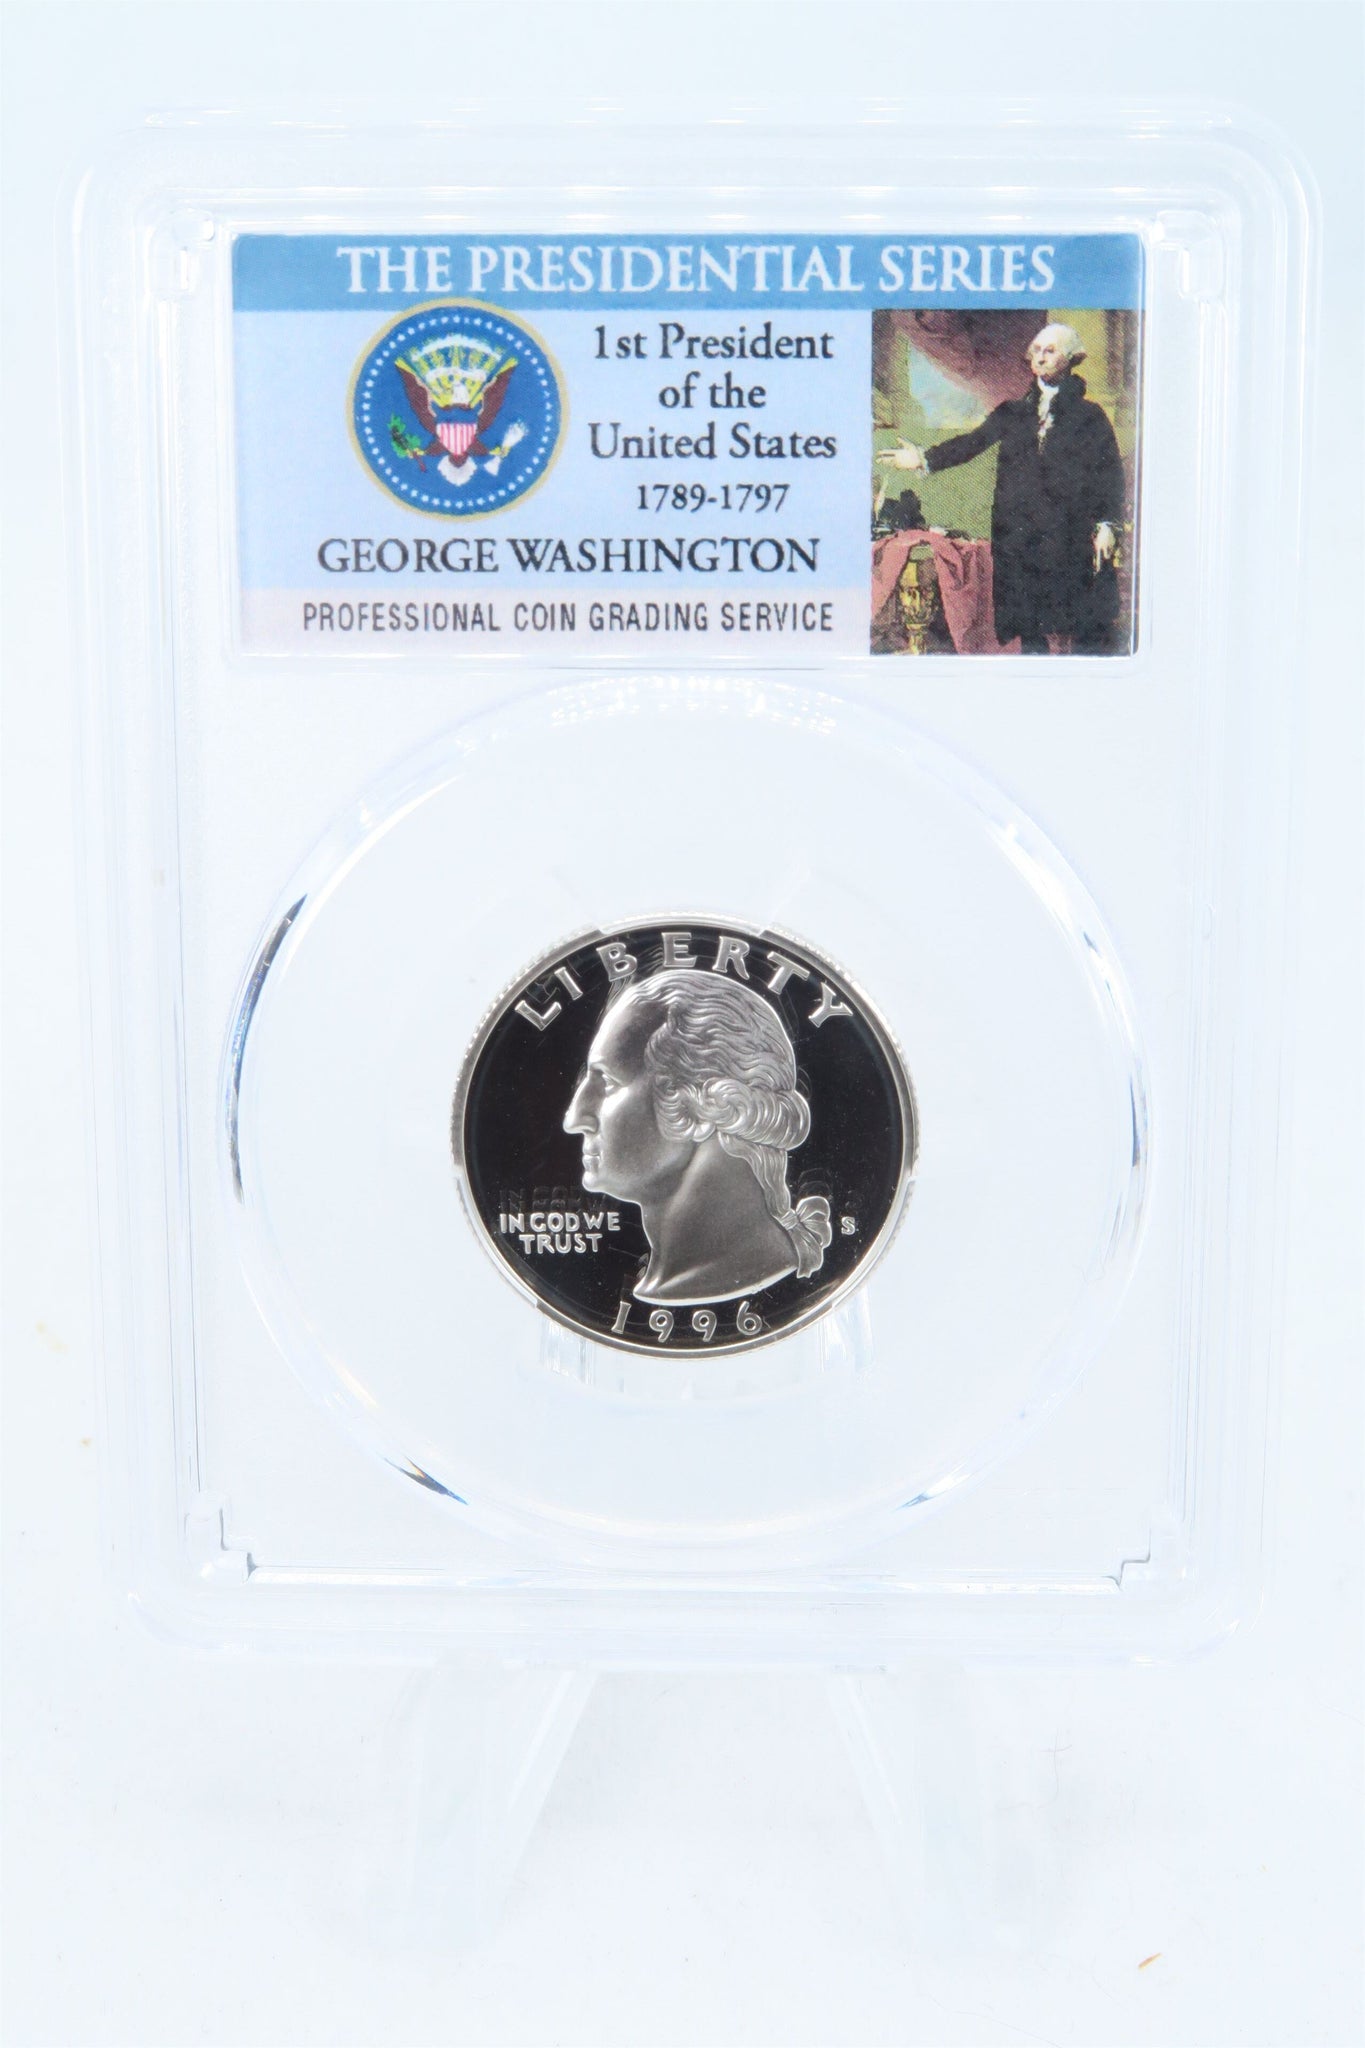 THE PRESIDENTIAL SERIES
1st President
of the
United States
1789-1797
GEORGE WASHINGTON
PROFESSIONAL COIN GRADING SERVICE
LIBERTY
IN GOD WE
TRUST
S
1996